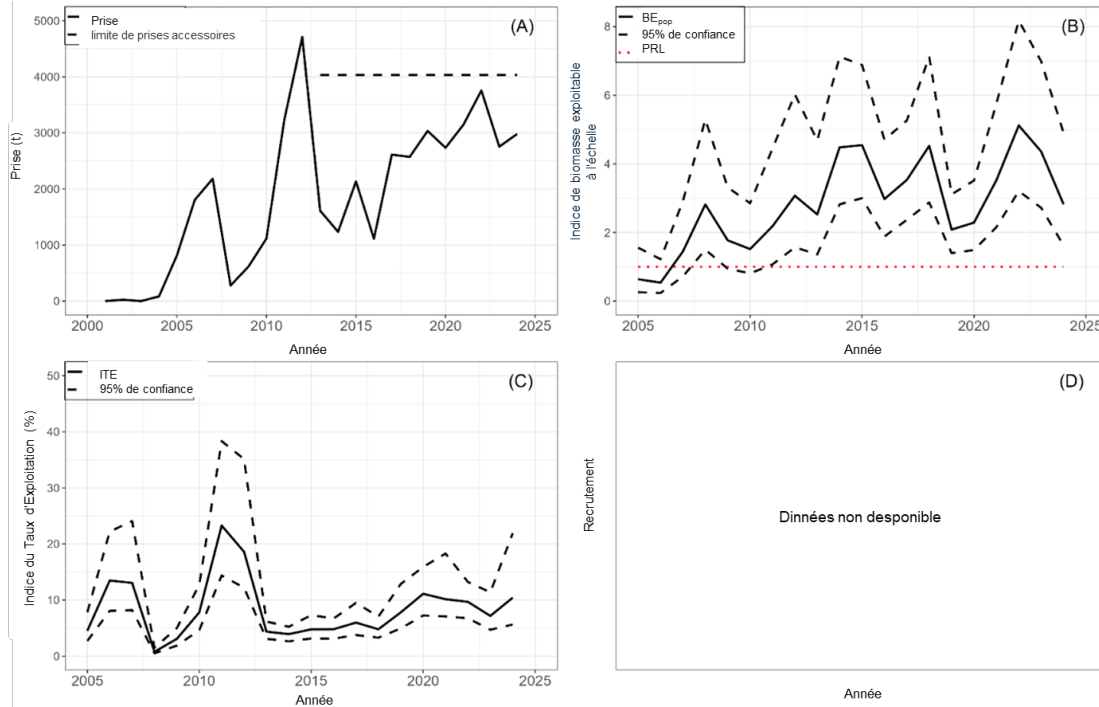 Prise
limite de prises accessoires
(A)
5000
4000
3000
2000
1000
0
Prise (t)
2000
2005
2010
2015
2020
2025
Année
BEpop
95% de confiance
PRL
(B)
8
6
4
2
0
Indice de biomasse exploitable
à l'échelle
2005
2010
2015
2020
2025
Année
ITE
95% de confiance
(C)
50
40
30
20
10
0
Indice du Taux d'Exploitation (%)
2005
2010
2015
2020
2025
Année
(D)
Recrutement
Dinnées non desponible
Année